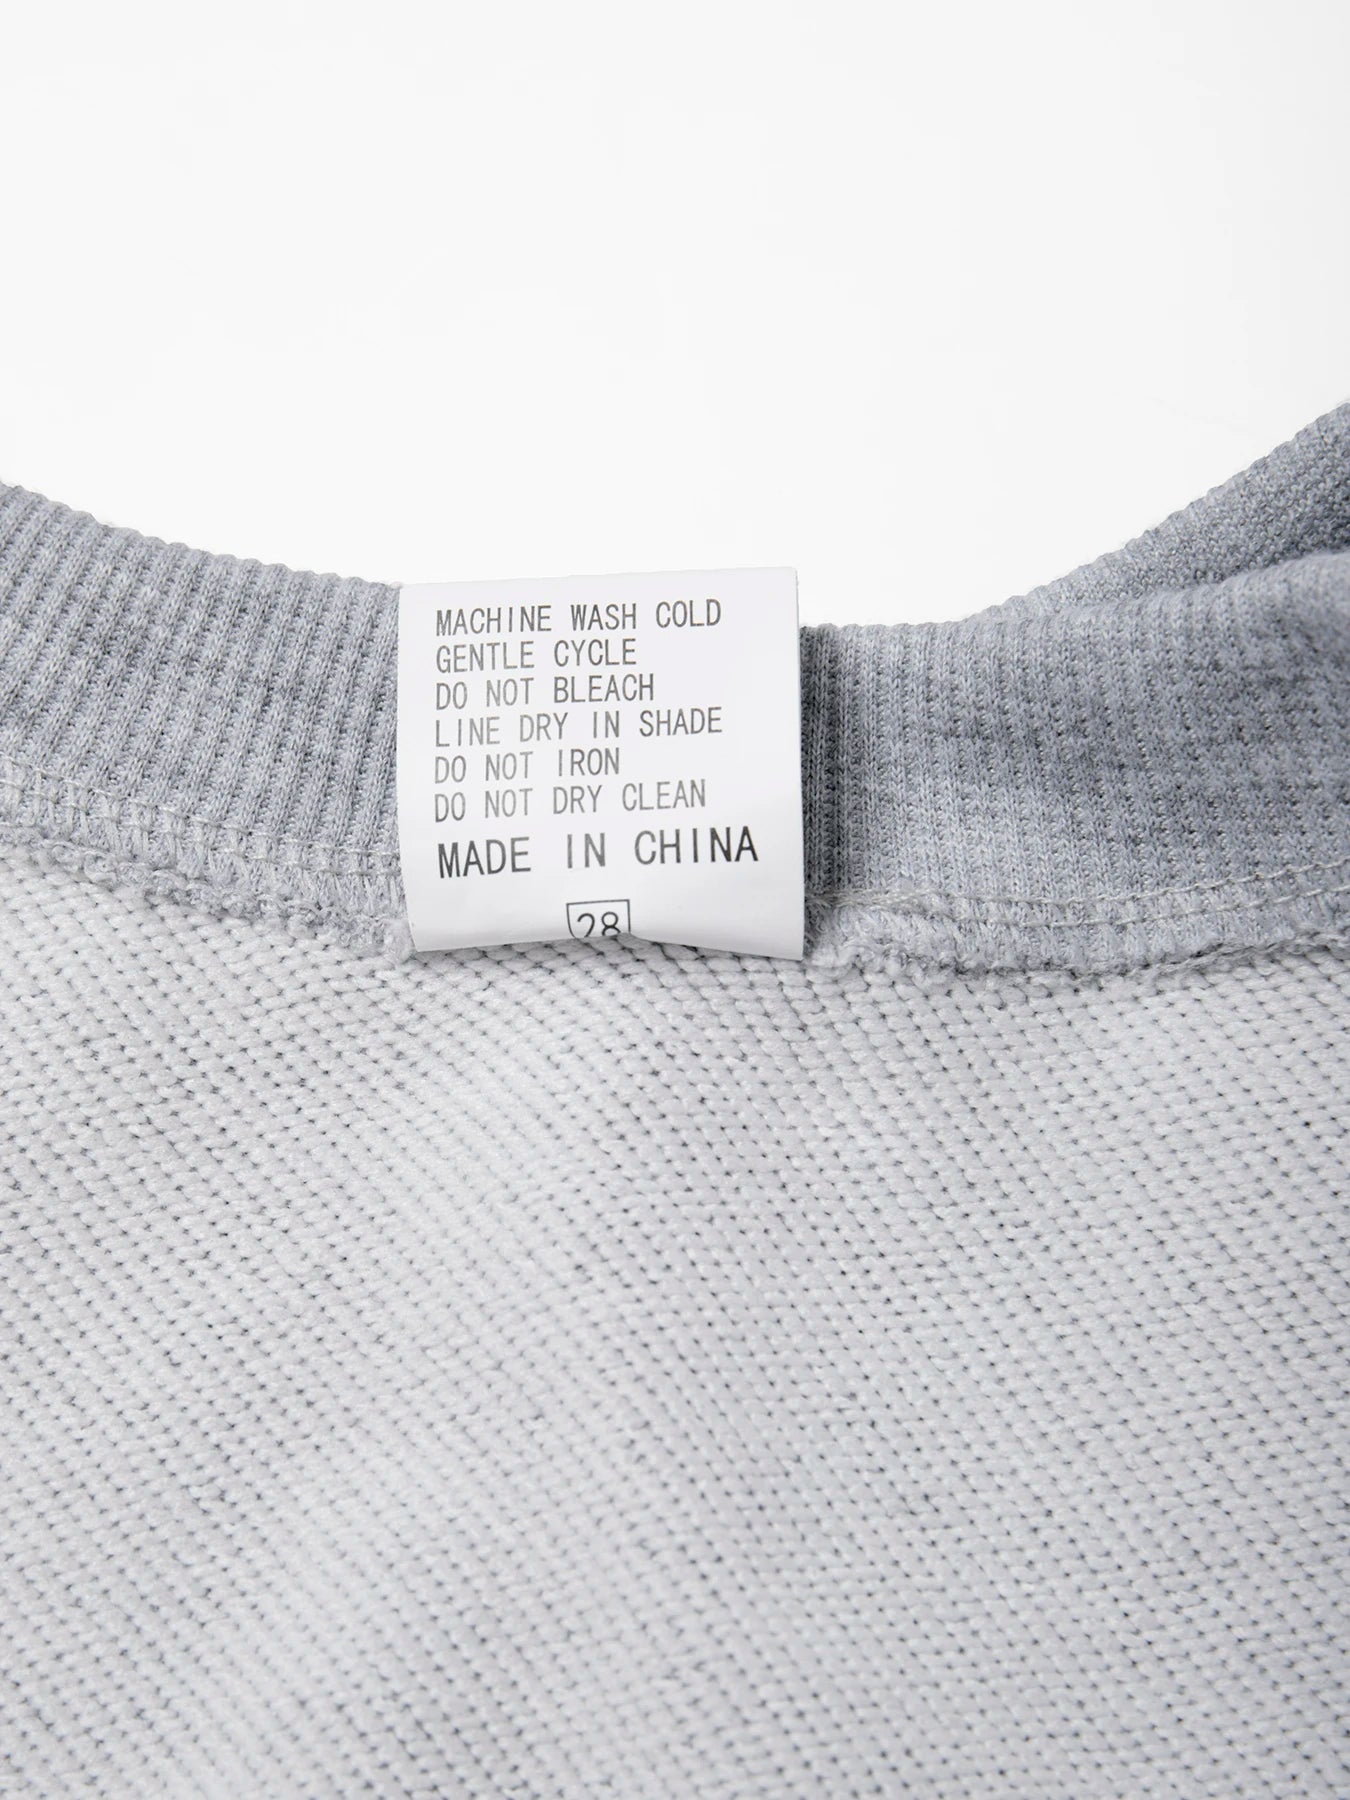 MACHINE WASH COLD
GENTLE CYCLE
DO NOT BLEACH
LINE DRY IN SHADE
DO NOT IRON
DO NOT DRY CLEAN
MADE IN CHINA
28